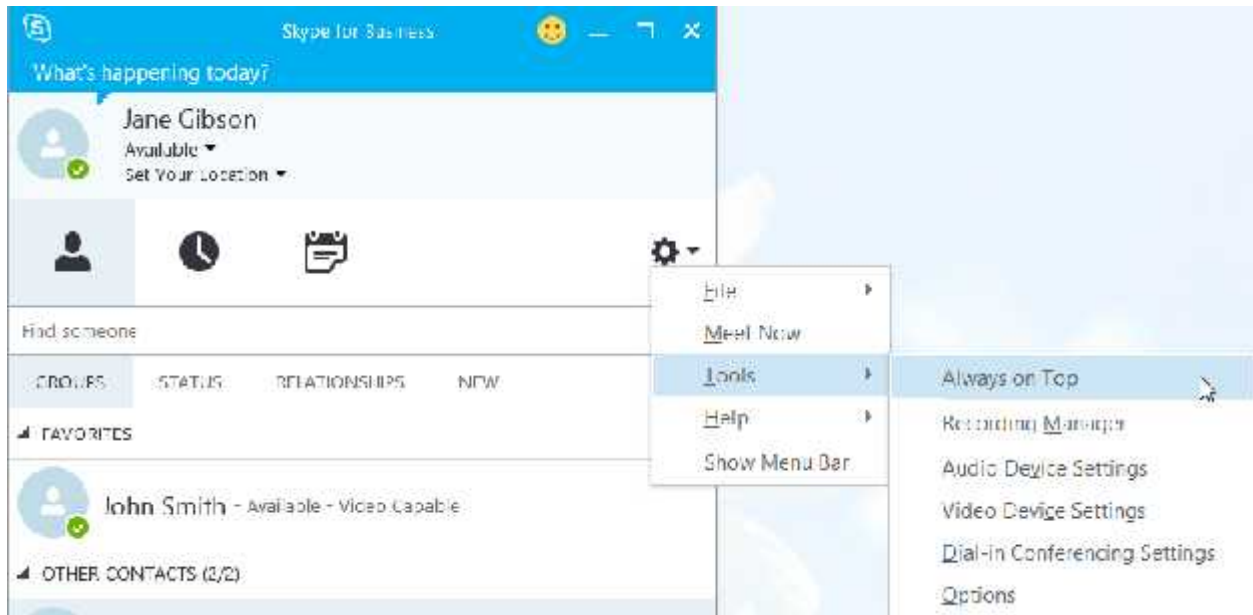 Skype for Business
What's happening today?
Jane Gibson
Available
Set Your Location
Find someone
GROUPS STATUS RELATIONSHIPS NEW
FAVORITES
John Smith - Available - Video Capable
OTHER CONTACTS (2/2)
File
Meet Now
Tools
Help
Show Menu Bar
Always on Top
Recording Manager
Audio Device Settings
Video Device Settings
Dial-in Conferencing Settings
Options